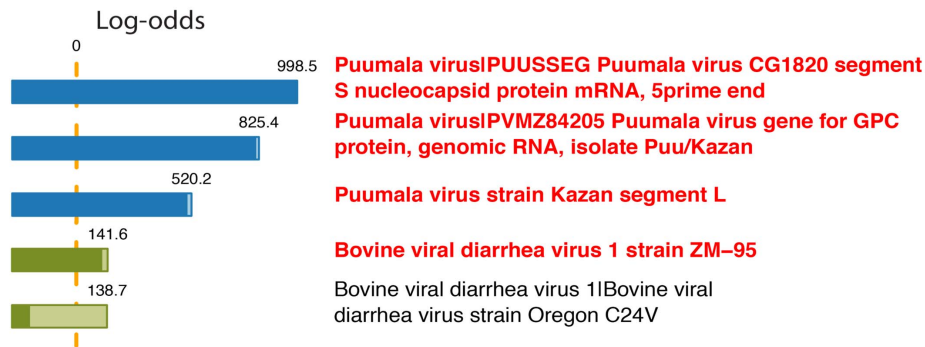 Log-odds
0
998.5
Puumala virus|PUUSSEG Puumala virus CG1820 segment
S nucleocapsid protein mRNA, 5prime end
825.4
Puumala virus|PVMZ84205 Puumala virus gene for GPC
protein, genomic RNA, isolate Puu/Kazan
520.2
Puumala virus strain Kazan segment L
141.6
Bovine viral diarrhea virus 1 strain ZM−95
138.7
Bovine viral diarrhea virus 1|Bovine viral
diarrhea virus strain Oregon C24V